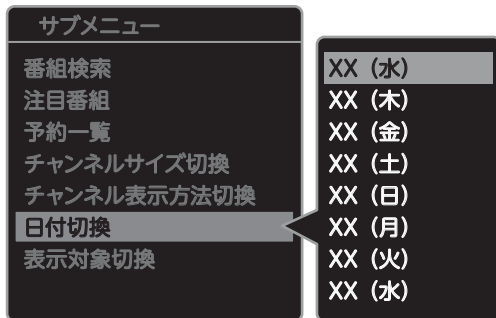 サブメニュー
番組検索
注目番組
予約一覧
チャンネルサイズ切換
チャンネル表示方法切換
日付切換
表示対象切換
XX（水）
XX（木）
XX（金）
XX（土）
XX（日）
XX（月）
XX（火）
XX（水）